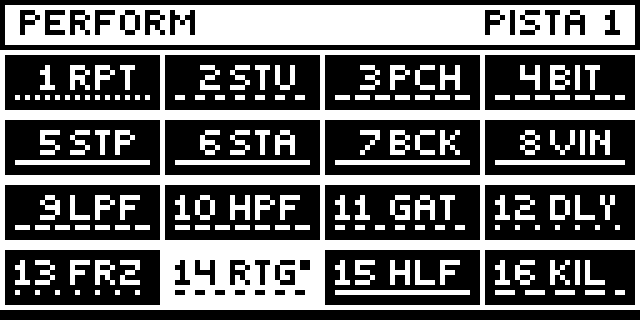 PERFORM PISTA 1
1 RPT 2 STU 3 PCH 4 BIT
5 STP 6 STA 7 BCK 8 VIN
9 LPF 10 HPF 11 GAT 12 DLY
13 FRZ 14 RTG 15 HLF 16 KIL